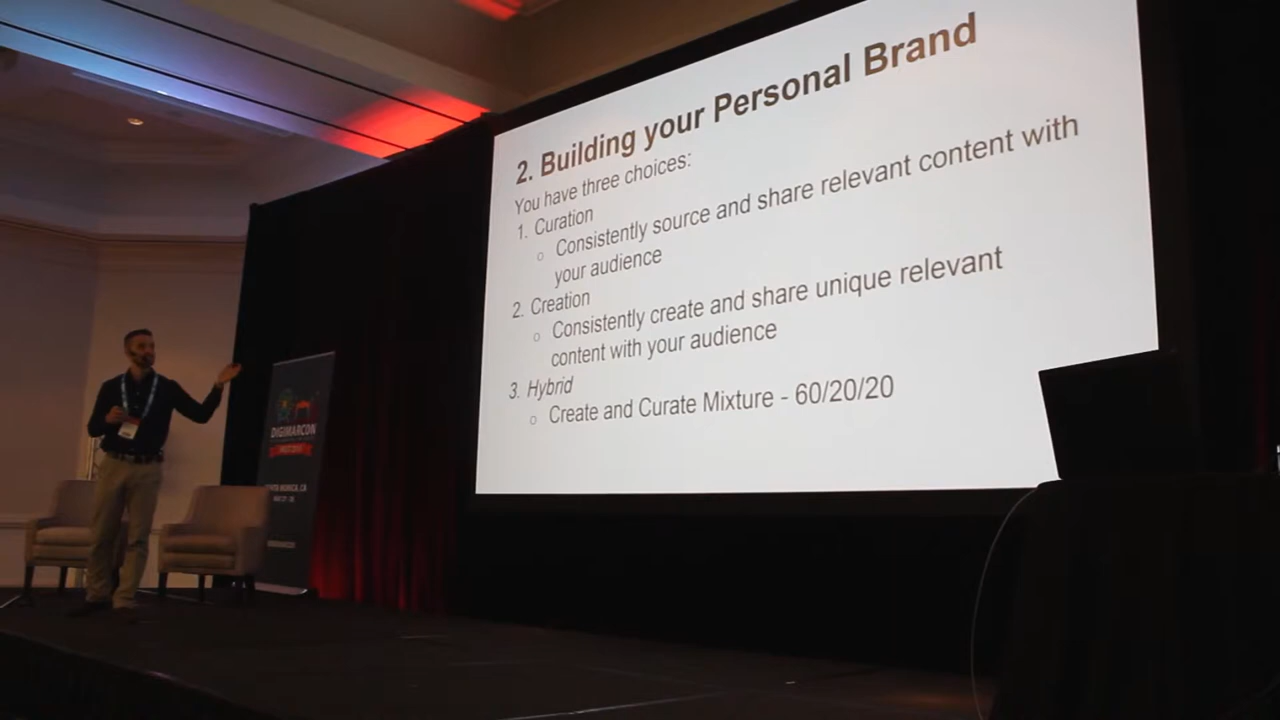 2. Building your Personal Brand
You have three choices:
1. Curation
○ Consistently source and share relevant content with
your audience
2. Creation
○ Consistently create and share unique relevant
content with your audience
3. Hybrid
○ Create and Curate Mixture - 60/20/20
DIGIMARCON